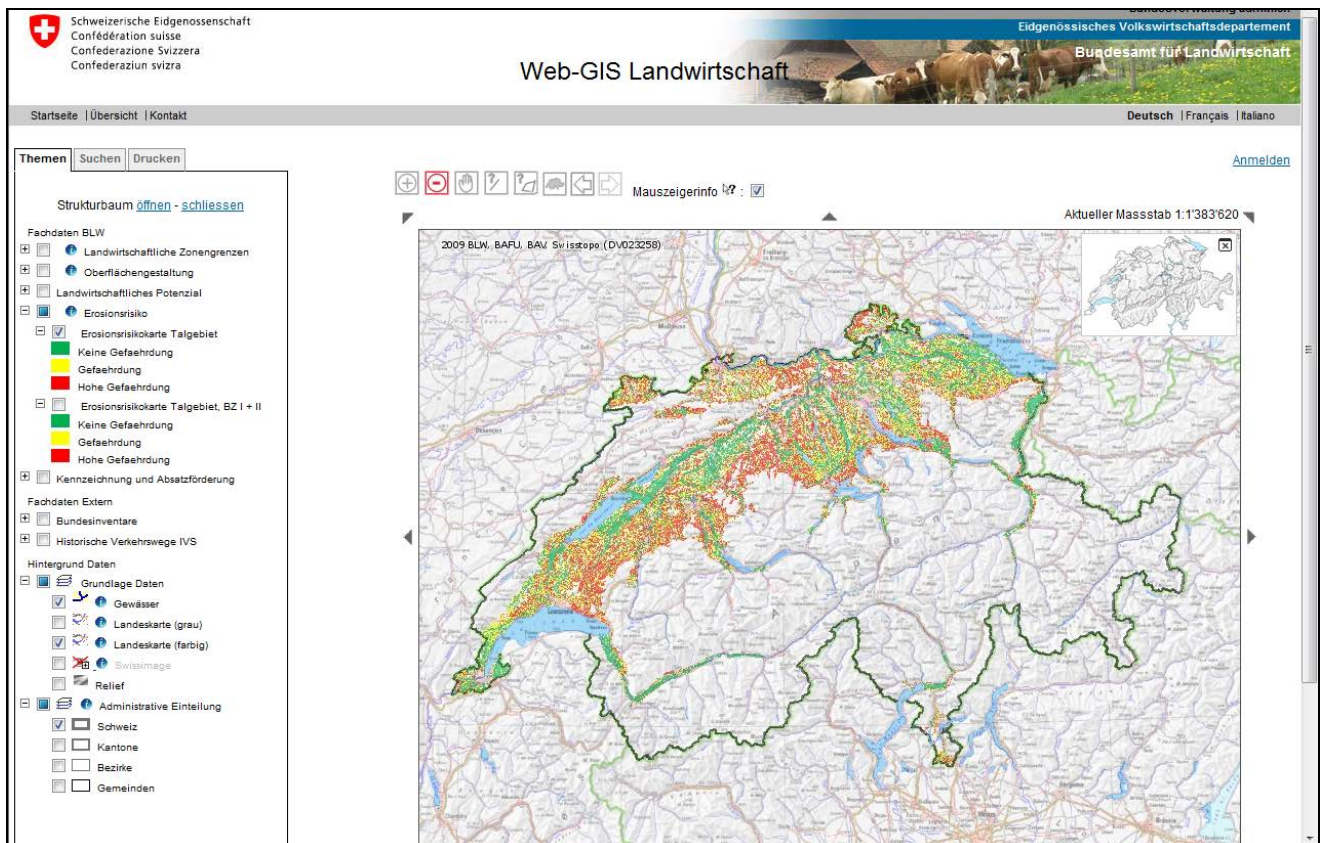 Schweizerische Eidgenossenschaft
Confédération suisse
Confederazione Svizzera
Confederaziun svizra
Eidgenössisches Volkswirtschaftsdepartement
Bundesamt für Landwirtschaft
Web-GIS Landwirtschaft
Startseite | Übersicht | Kontakt
Deutsch | Français | Italiano
Themen Suchen Drucken
Anmelden
Mauszeigerinfo ? :
Strukturbaum öffnen - schliessen
Aktueller Massstab 1:1'383'620
Fachdaten BLW
Landwirtschaftliche Zonengrenzen
Oberflächengestaltung
Landwirtschaftliches Potenzial
Erosionsrisiko
Erosionsrisikokarte Talgebiet
Keine Gefaehrdung
Gefaehrdung
Hohe Gefaehrdung
Erosionsrisikokarte Talgebiet, BZ I + II
Keine Gefaehrdung
Gefaehrdung
Hohe Gefaehrdung
Kennzeichnung und Absatzförderung
Fachdaten Extern
Bundesinventare
Historische Verkehrswege IVS
Hintergrund Daten
Grundlage Daten
Gewässer
Landeskarte (grau)
Landeskarte (farbig)
Swissimage
Relief
Administrative Einteilung
Schweiz
Kantone
Bezirke
Gemeinden
2009 BLW, BAFU, BAV, Swisstopo (DV023258)